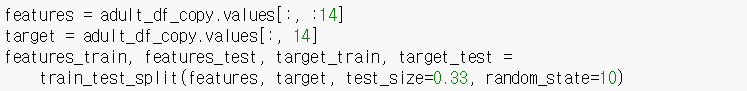 features = adult_df_copy.values[:, :14]
target = adult_df_copy.values[:, 14]
features_train, features_test, target_train, target_test =
    train_test_split(features, target, test_size=0.33, random_state=10)